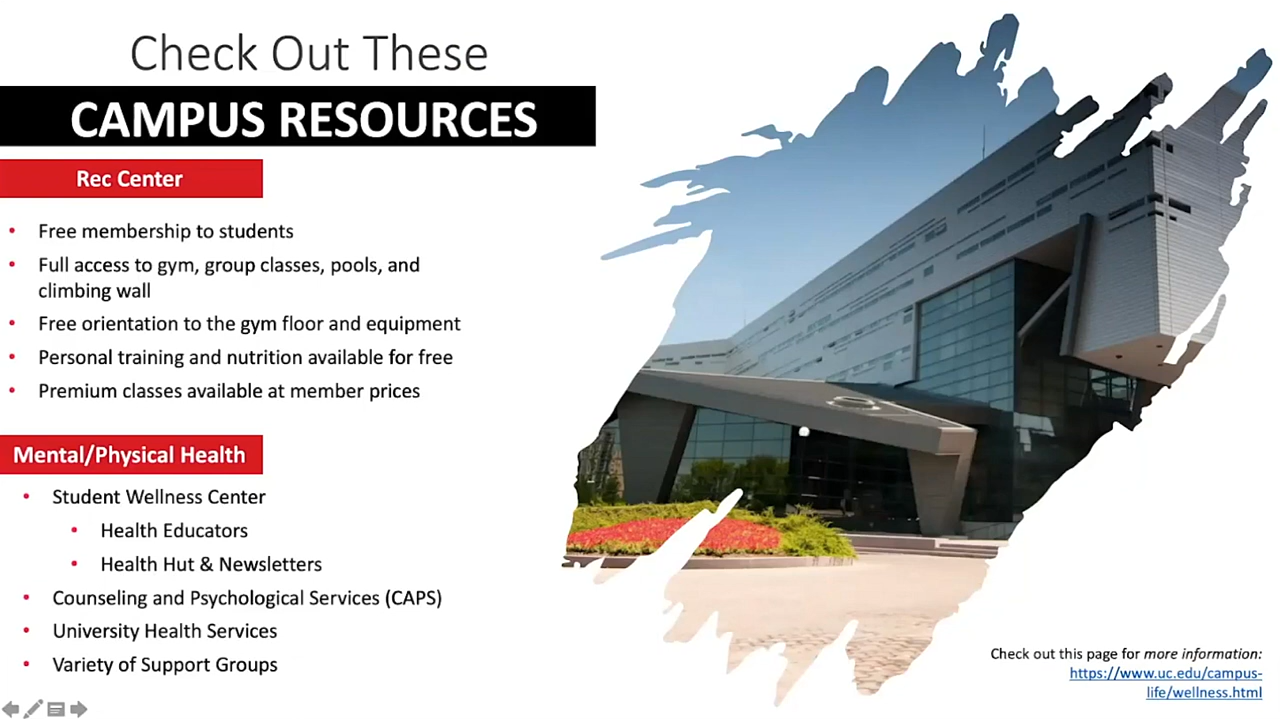 Check Out These
CAMPUS RESOURCES
Rec Center
• Free membership to students
• Full access to gym, group classes, pools, and
climbing wall
• Free orientation to the gym floor and equipment
• Personal training and nutrition available for free
• Premium classes available at member prices
Mental/Physical Health
• Student Wellness Center
• Health Educators
• Health Hut & Newsletters
• Counseling and Psychological Services (CAPS)
• University Health Services
• Variety of Support Groups
Check out this page for more information:
https://www.uc.edu/campus-
life/wellness.html